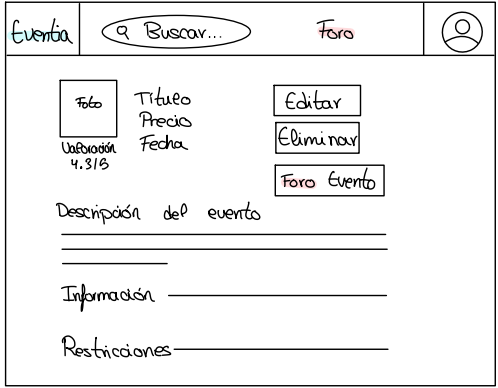 Eventia
Buscar...
Foro
Foto
Título
Precio
Fecha
Valoración
4.3/5
Editar
Eliminar
Foro Evento
Descripción del evento
Información
Restricciones